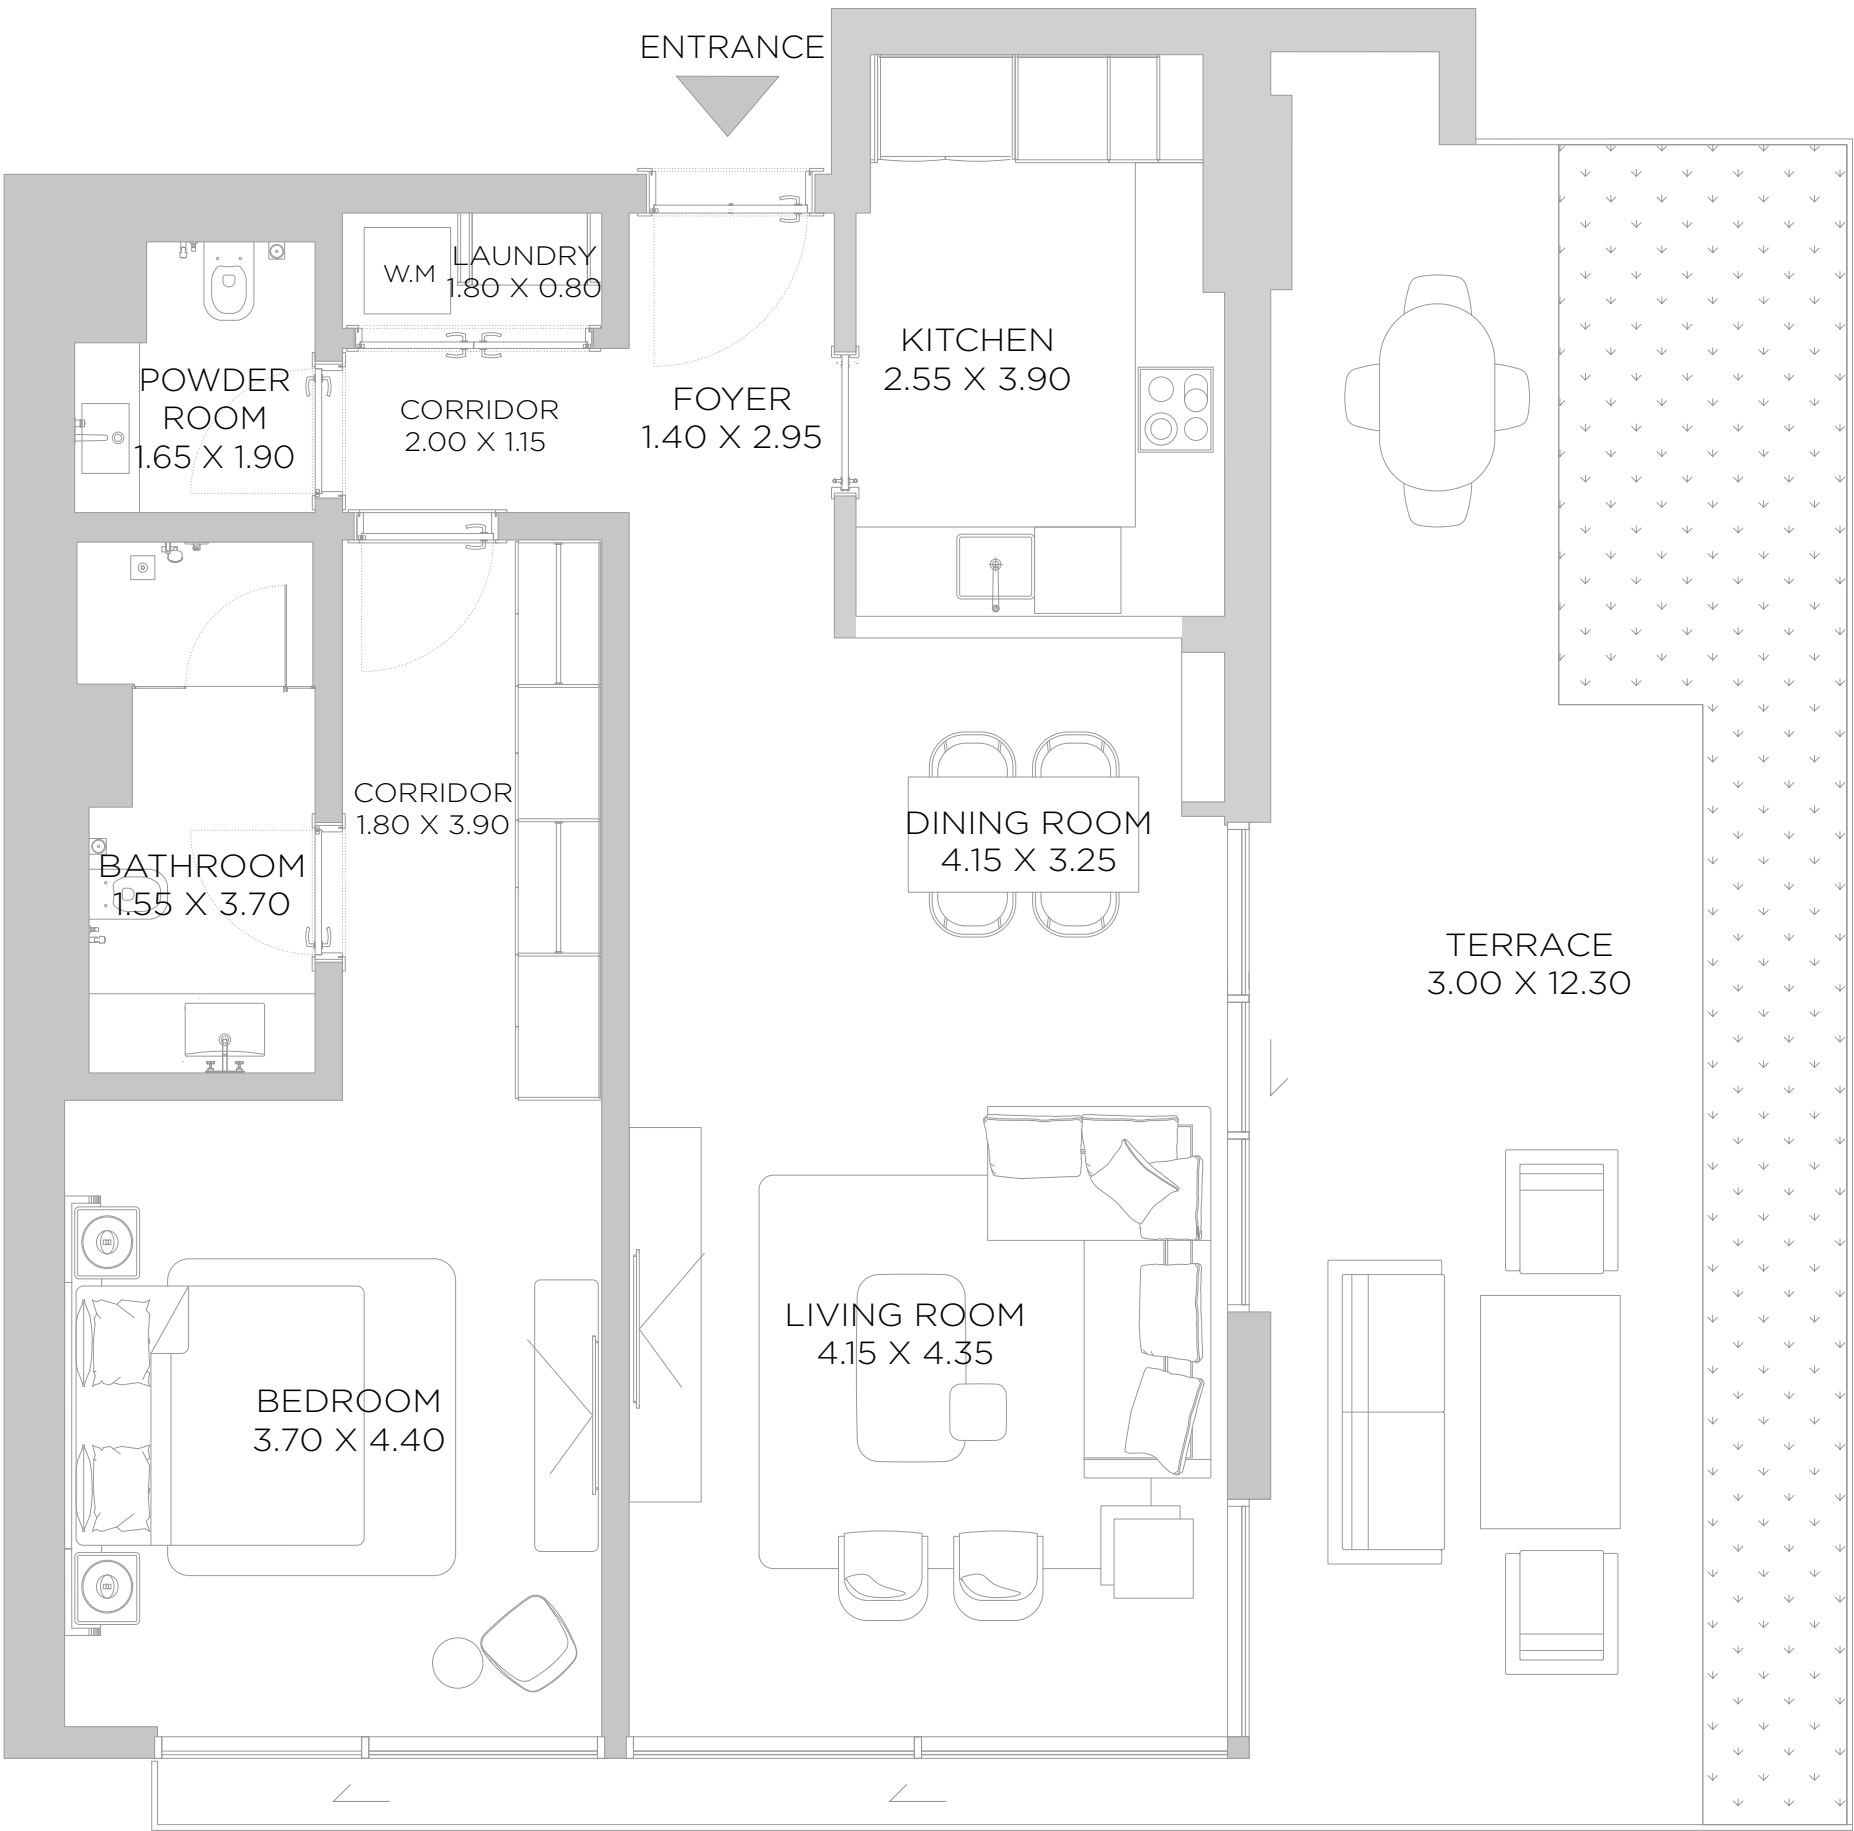 ENTRANCE
W.M
LAUNDRY
1.80 X 0.80
KITCHEN
2.55 X 3.90
POWDER
ROOM
1.65 X 1.90
CORRIDOR
2.00 X 1.15
FOYER
1.40 X 2.95
CORRIDOR
1.80 X 3.90
DINING ROOM
4.15 X 3.25
BATHROOM
1.55 X 3.70
TERRACE
3.00 X 12.30
LIVING ROOM
4.15 X 4.35
BEDROOM
3.70 X 4.40